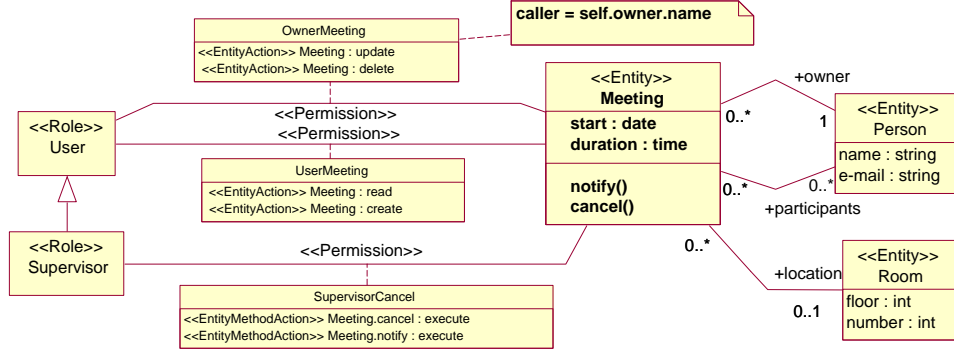 caller = self.owner.name
OwnerMeeting
<<EntityAction>> Meeting : update
<<EntityAction>> Meeting : delete
<<Permission>>
<<Permission>>
<<Role>>
User
UserMeeting
<<EntityAction>> Meeting : read
<<EntityAction>> Meeting : create
<<Role>>
Supervisor
<<Permission>>
SupervisorCancel
<<EntityMethodAction>> Meeting.cancel : execute
<<EntityMethodAction>> Meeting.notify : execute
<<Entity>>
Meeting
start : date
duration : time
notify()
cancel()
+owner
0..*
1
<<Entity>>
Person
name : string
e-mail : string
0..*
0..*
+participants
0..*
+location
0..1
<<Entity>>
Room
floor : int
number : int